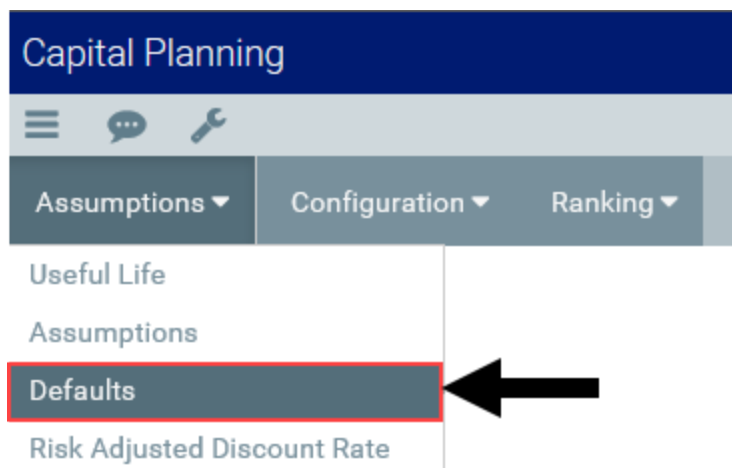 Capital Planning
Assumptions Configuration Ranking
Useful Life
Assumptions
Defaults
Risk Adjusted Discount Rate